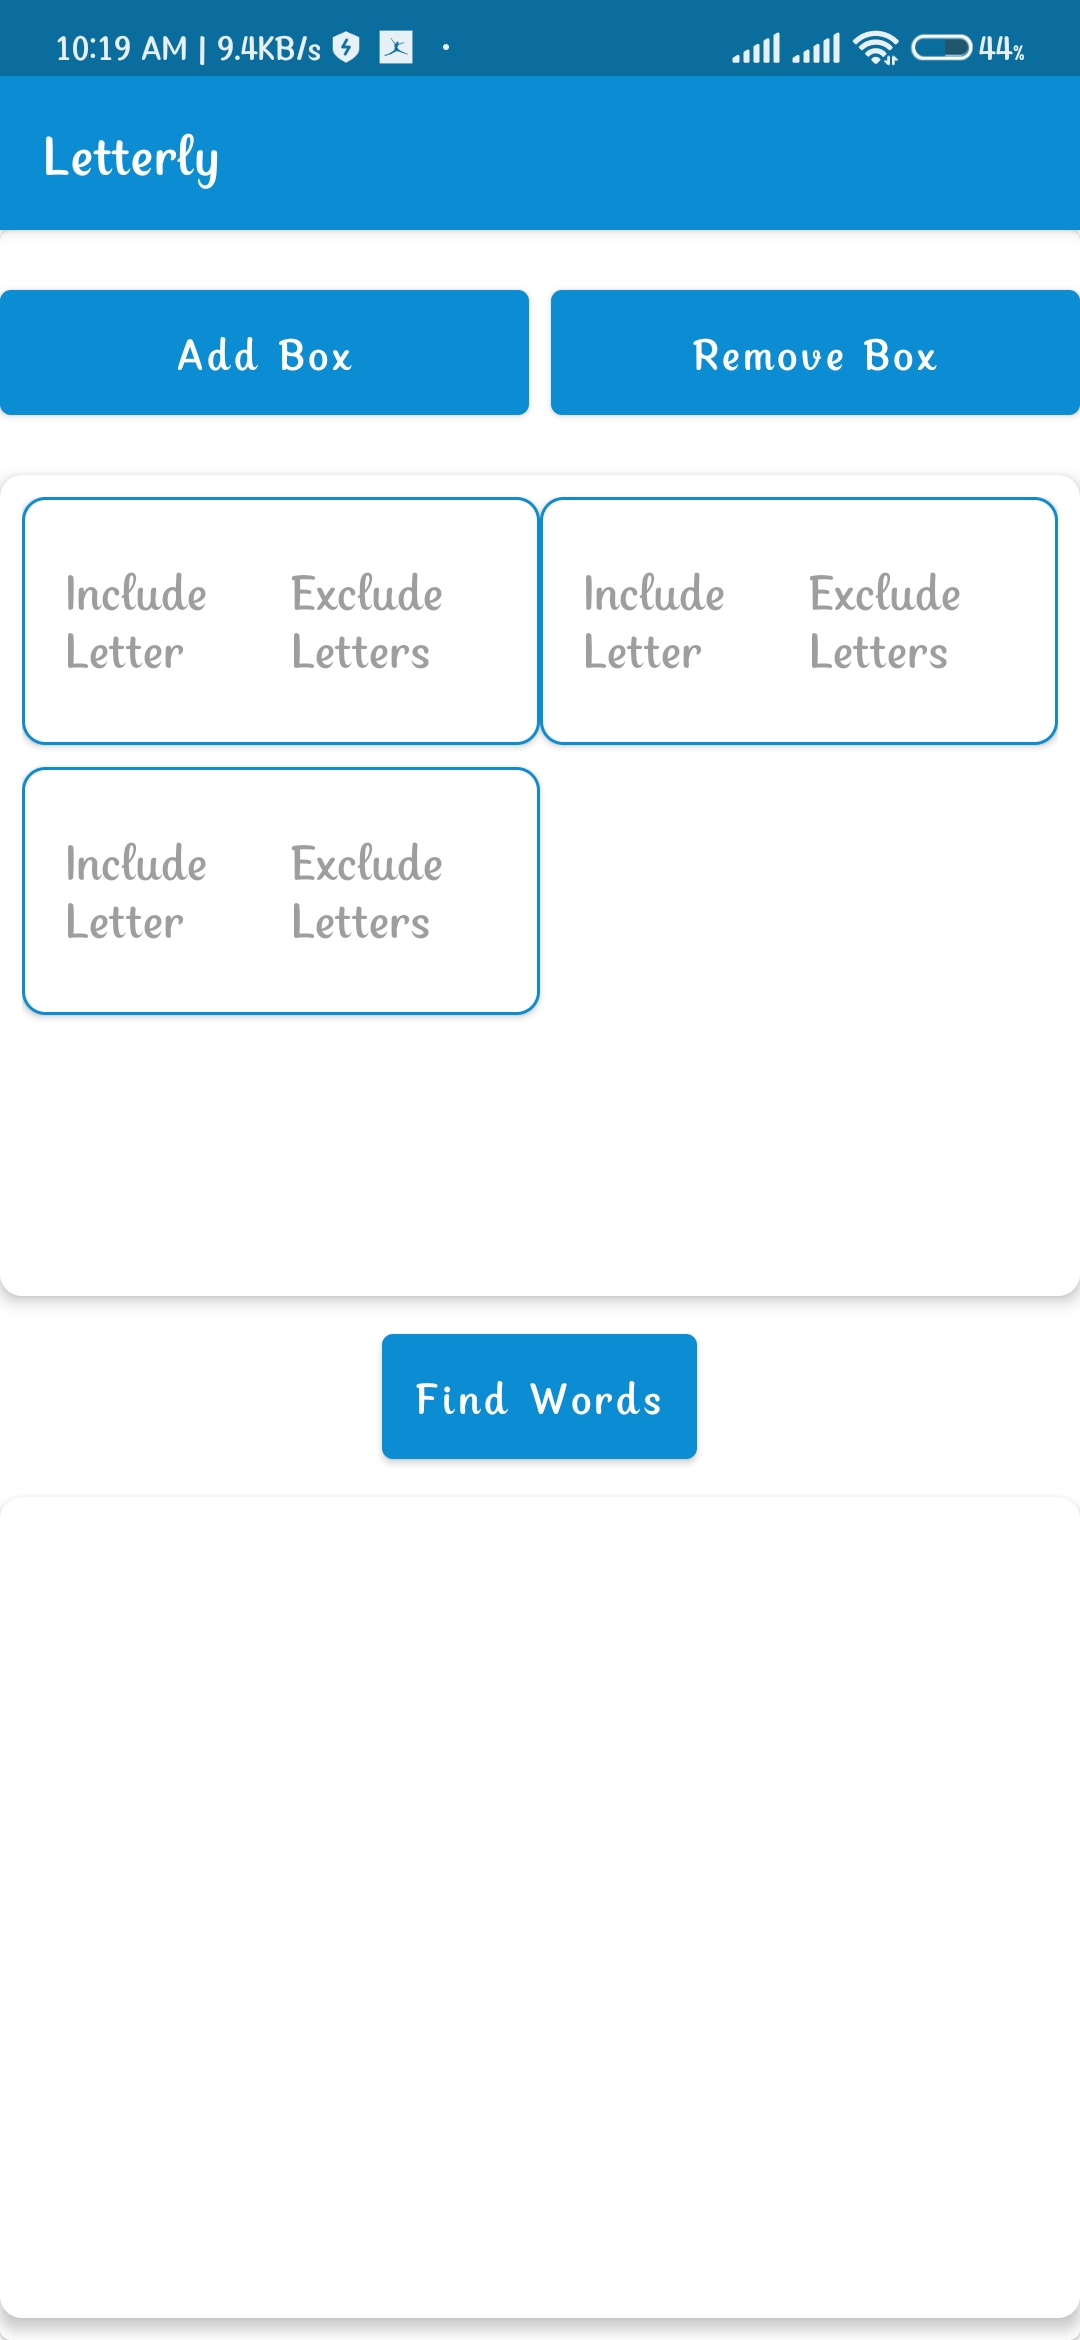 10:19 AM | 9.4KB/s 44%
Letterly
Add Box Remove Box
Include Exclude Include Exclude
Letter Letters Letter Letters
Include Exclude
Letter Letters
Find Words